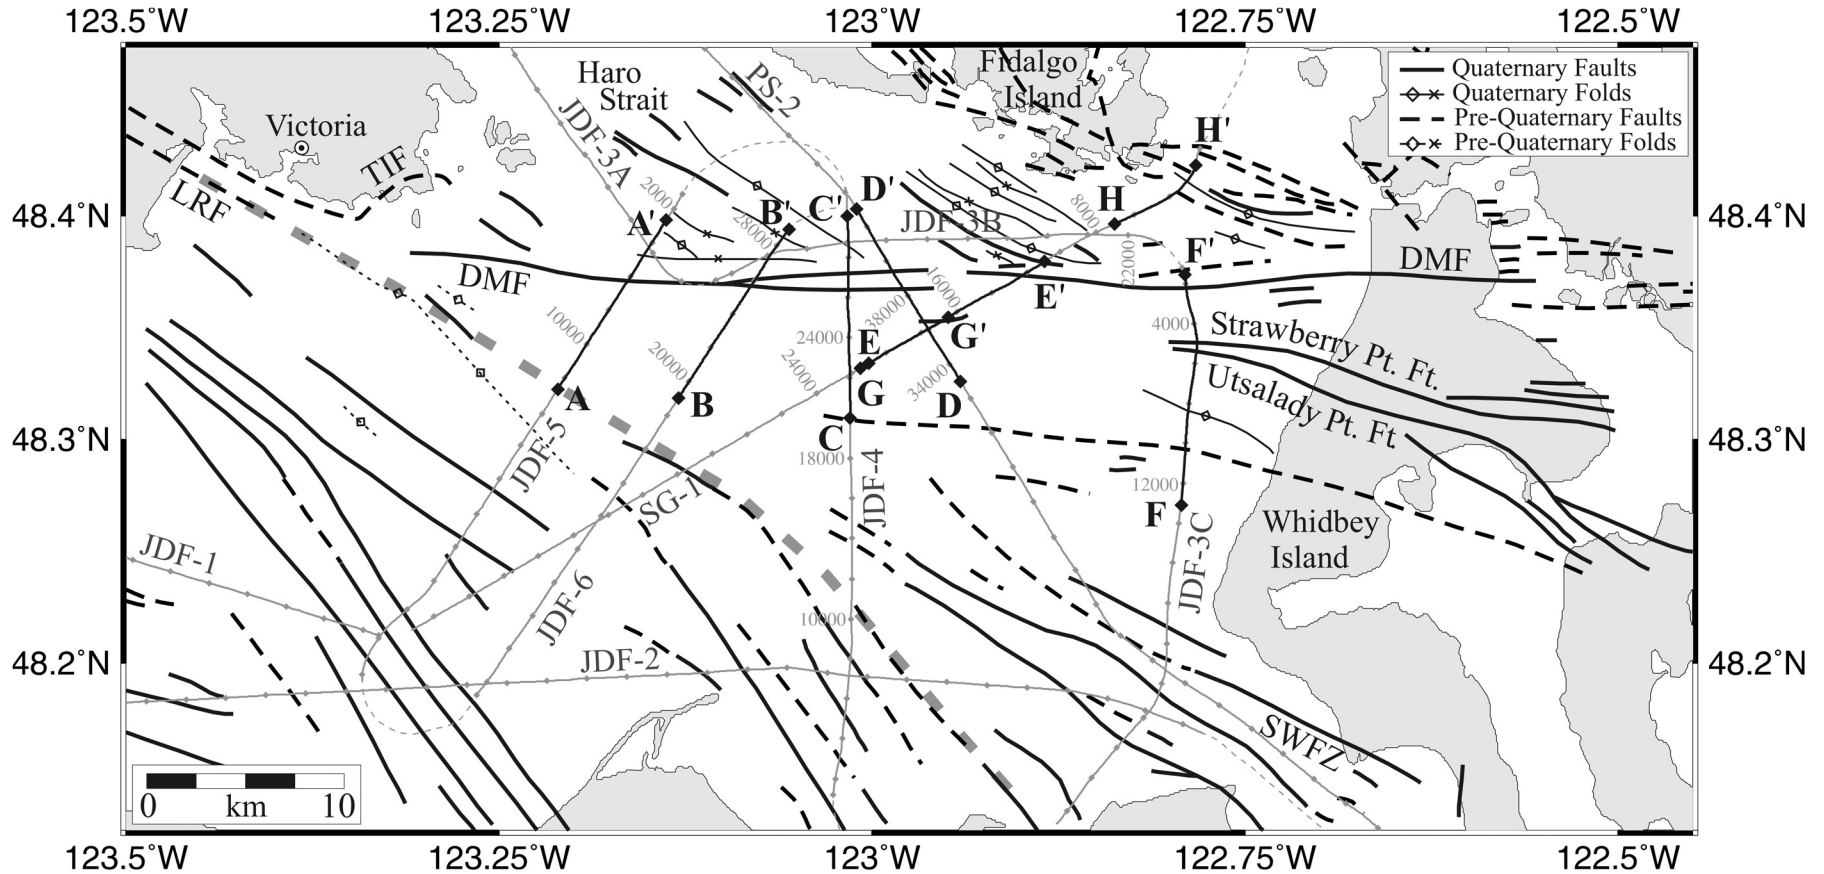 123.5°W 123.25°W 123°W 122.75°W 122.5°W
Haro
Strait
PS-2
Fidalgo
Island
Quaternary Faults
Quaternary Folds
Pre-Quaternary Faults
Pre-Quaternary Folds
Victoria
TIF
LRF
JDF-3A
H'
H
8000
48.4°N
48.4°N
20000
A'
28000
B'
C'
D'
JDF-3B
22000
F'
DMF
DMF
E'
16000
38000
G'
10000
20000
24000
24000
E
G
34000
D
4000
Strawberry Pt. Ft.
Utsalady Pt. Ft.
A
B
C
48.3°N
48.3°N
18000
JDF-5
SG-1
JDF-4
12000
F
JDF-3C
Whidbey
Island
JDF-1
JDF-6
10000
JDF-2
48.2°N
48.2°N
SWFZ
0 km 10
123.5°W 123.25°W 123°W 122.75°W 122.5°W